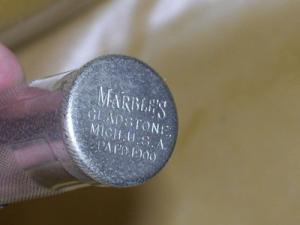 MARBLE'S
GLADSTONE
MICH. U.S.A.
PAT'D 1900